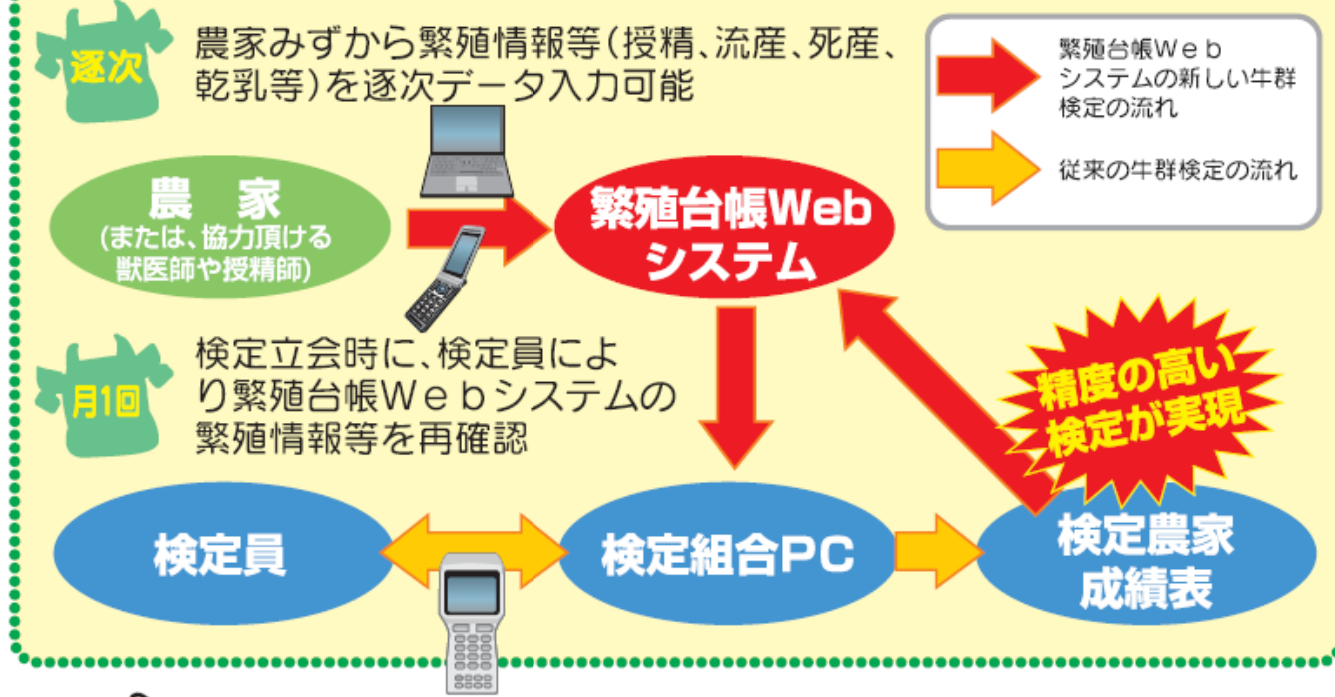 逐次
農家みずから繁殖情報等(授精、流産、死産、
乾乳等)を逐次データ入力可能
繁殖台帳Web
システムの新しい牛群
検定の流れ
従来の牛群検定の流れ
農 家
(または、協力頂ける
獣医師や授精師)
繁殖台帳Web
システム
月1回
検定立会時に、検定員によ
り繁殖台帳Webシステムの
繁殖情報等を再確認
精度の高い
検定が実現
検定員
検定組合PC
検定農家
成績表